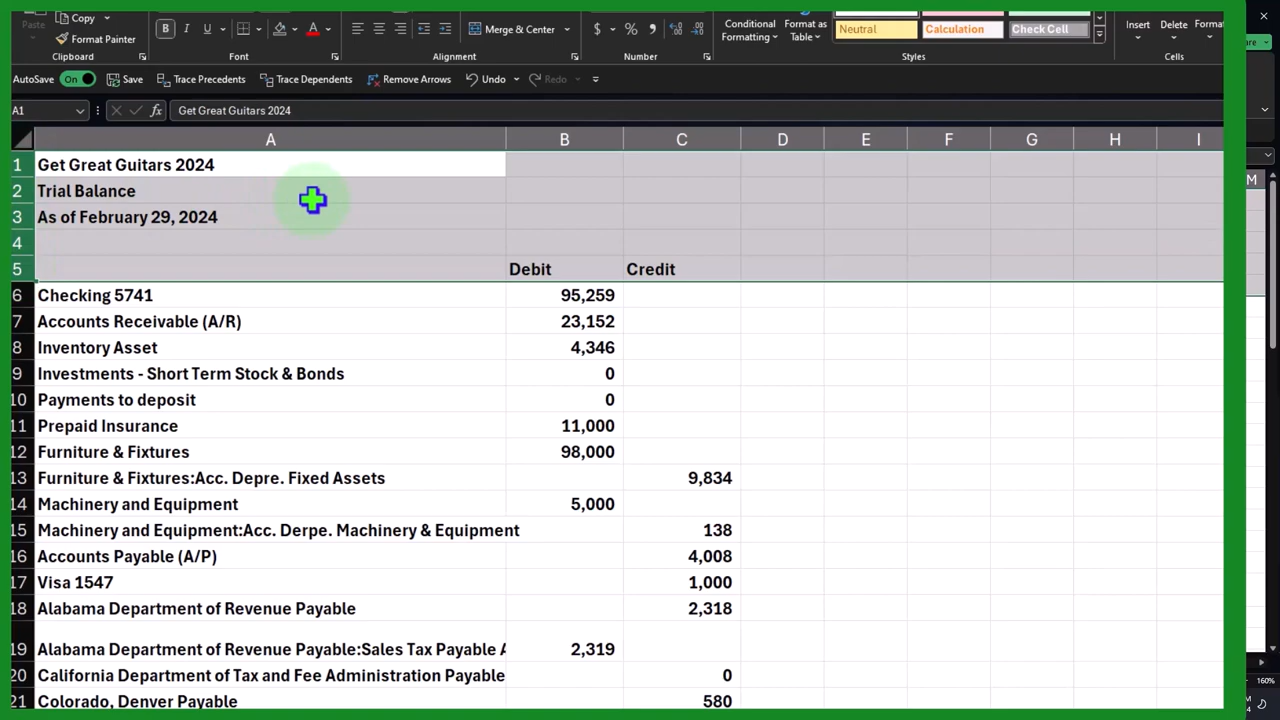 Copy
Paste
Format Painter
B I U A
Merge & Center
$ % 9
Conditional Formatting
Format as Table
Neutral
Calculation
Check Cell
Insert
Delete
Clipboard
Font
Alignment
Number
Styles
Cells
AutoSave On Save Trace Precedents Trace Dependents Remove Arrows Undo Redo
A1 fx Get Great Guitars 2024
A B C D E F G H I M
1 Get Great Guitars 2024
2 Trial Balance
3 As of February 29, 2024
4
5 Debit Credit
6 Checking 5741 95,259
7 Accounts Receivable (A/R) 23,152
8 Inventory Asset 4,346
9 Investments - Short Term Stock & Bonds 0
10 Payments to deposit 0
11 Prepaid Insurance 11,000
12 Furniture & Fixtures 98,000
13 Furniture & Fixtures:Acc. Depre. Fixed Assets 9,834
14 Machinery and Equipment 5,000
15 Machinery and Equipment:Acc. Derpe. Machinery & Equipment 138
16 Accounts Payable (A/P) 4,008
17 Visa 1547 1,000
18 Alabama Department of Revenue Payable 2,318
19 Alabama Department of Revenue Payable:Sales Tax Payable 2,319
20 California Department of Tax and Fee Administration Payable 0
21 Colorado, Denver Payable 580
160%